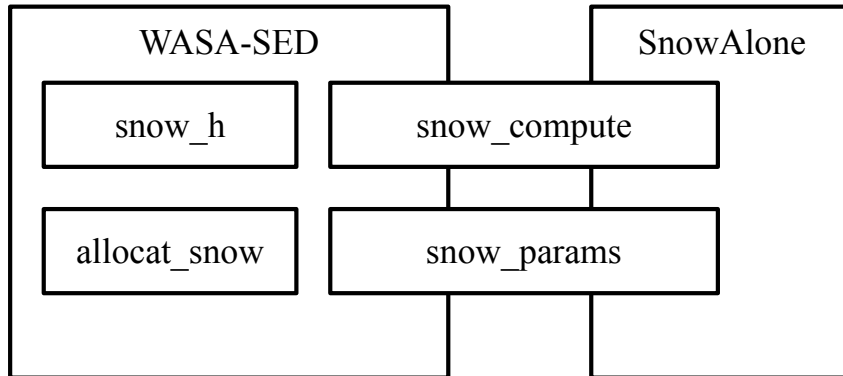 WASA-SED
SnowAlone
snow_h
snow_compute
allocat_snow
snow_params